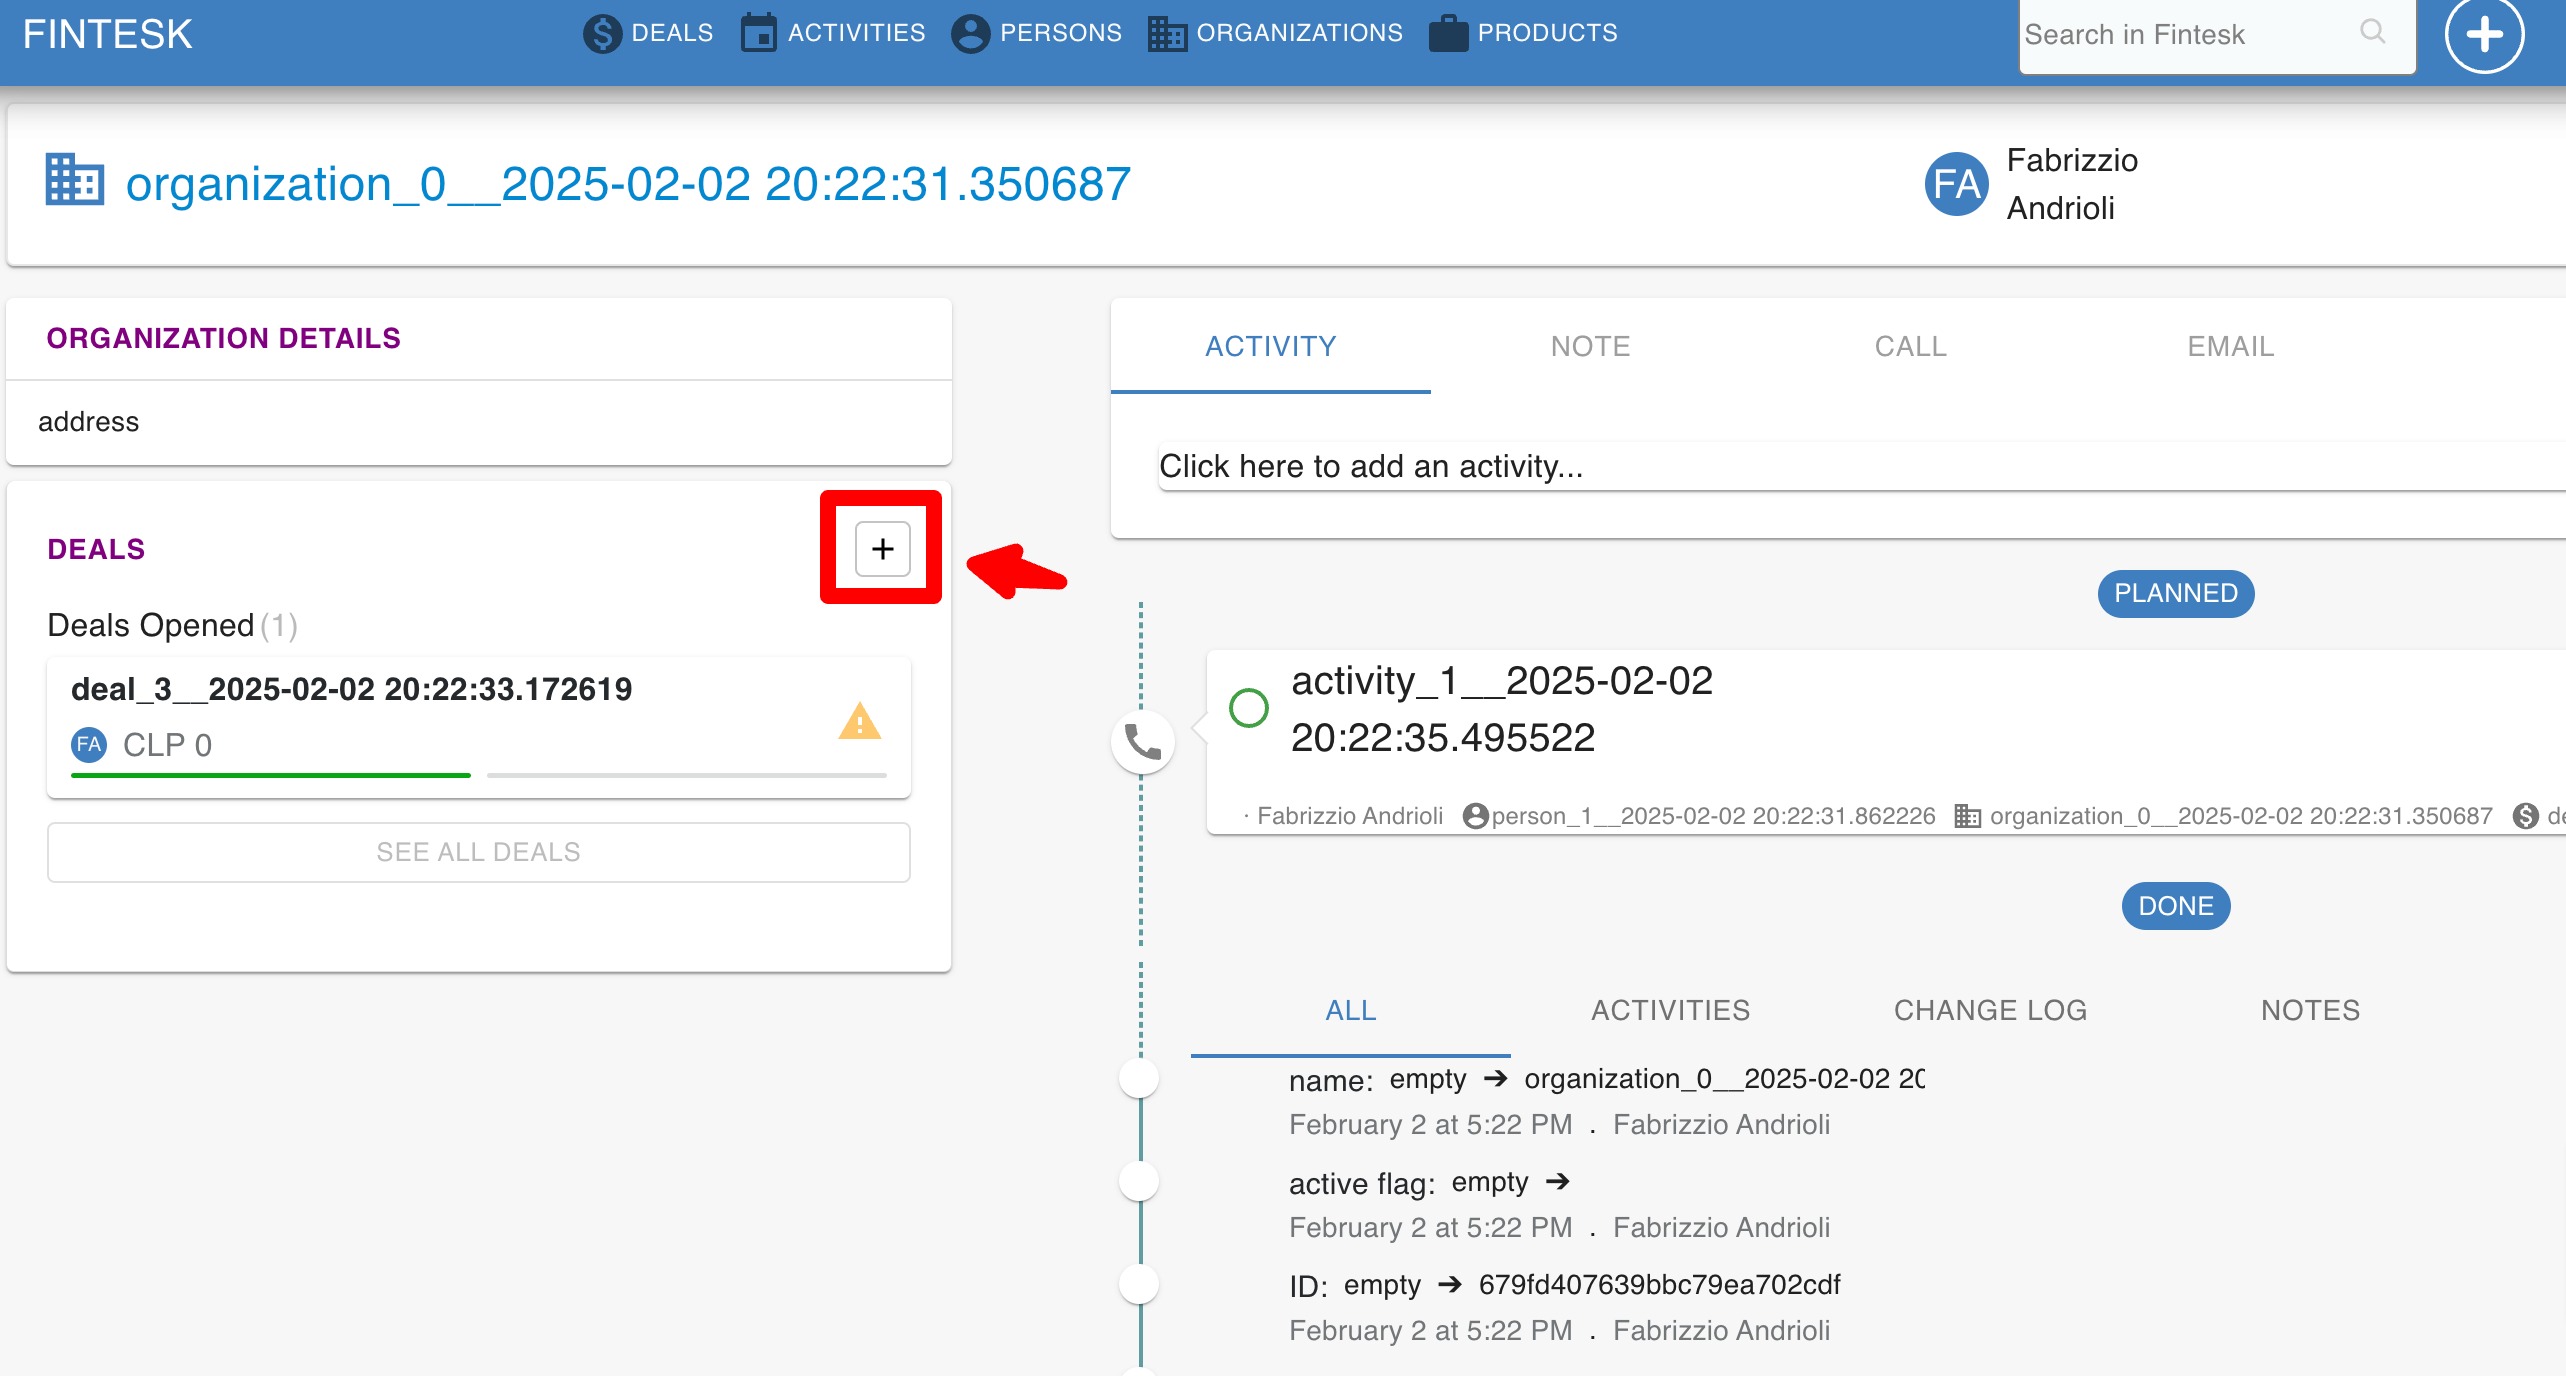 FINTESK
DEALS
ACTIVITIES
PERSONS
ORGANIZATIONS
PRODUCTS
Search in Fintesk
organization_0__2025-02-02 20:22:31.350687
FA
Fabrizzio
Andrioli
ORGANIZATION DETAILS
address
DEALS
+
Deals Opened (1)
deal_3__2025-02-02 20:22:33.172619
FA CLP 0
SEE ALL DEALS
ACTIVITY
NOTE
CALL
EMAIL
Click here to add an activity...
PLANNED
activity_1__2025-02-02
20:22:35.495522
· Fabrizzio Andrioli person_1__2025-02-02 20:22:31.862226 organization_0__2025-02-02 20:22:31.350687
DONE
ALL
ACTIVITIES
CHANGE LOG
NOTES
name: empty ➔ organization_0__2025-02-02 20
February 2 at 5:22 PM . Fabrizzio Andrioli
active flag: empty ➔
February 2 at 5:22 PM . Fabrizzio Andrioli
ID: empty ➔ 679fd407639bbc79ea702cdf
February 2 at 5:22 PM . Fabrizzio Andrioli